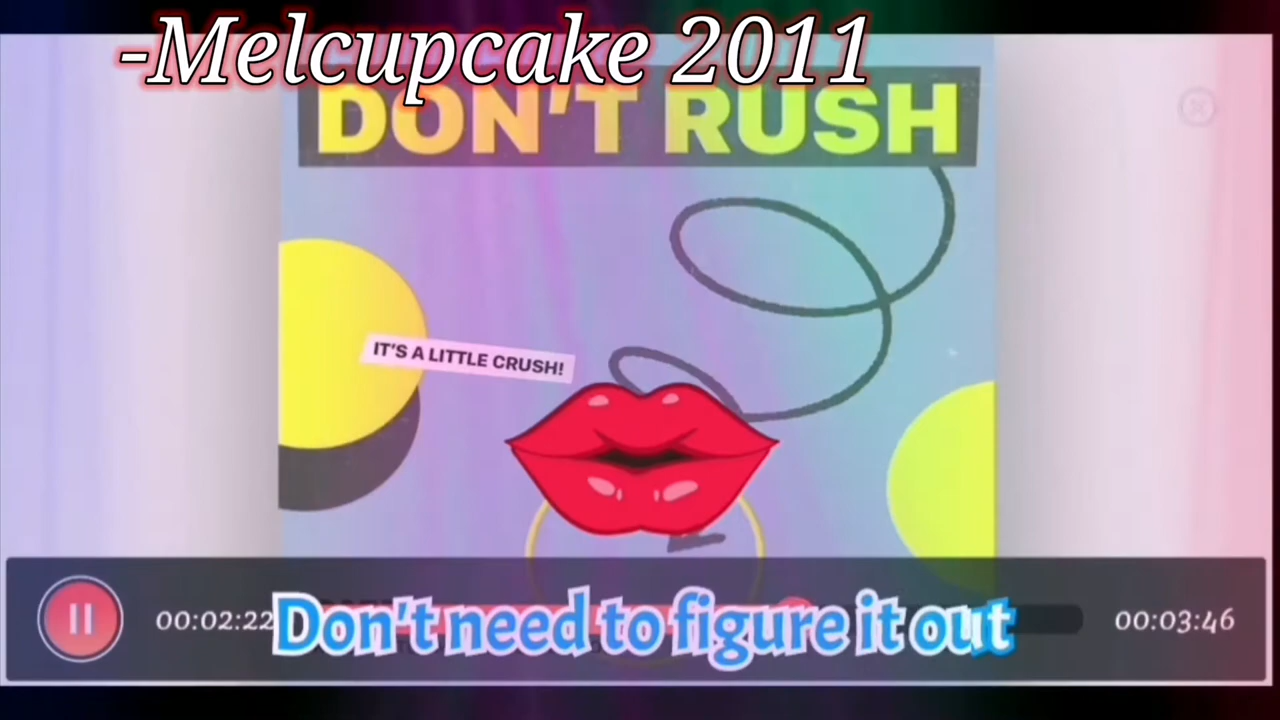 -Melcupcake 2011
DON'T RUSH
IT'S A LITTLE CRUSH!
00:02:22
Don't need to figure it out
00:03:46